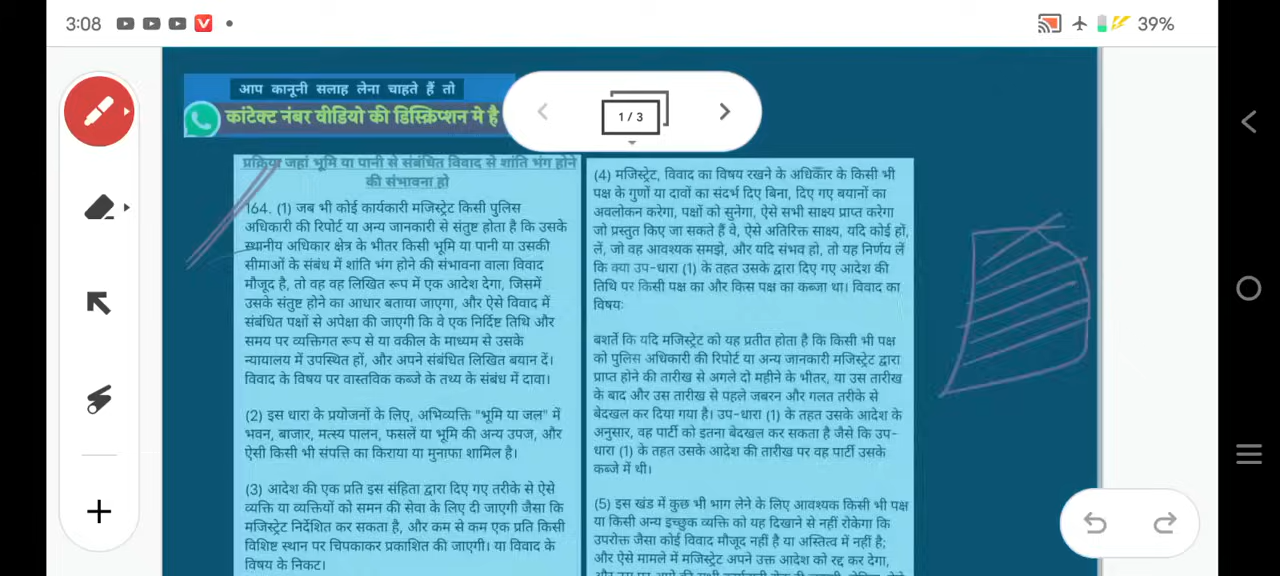 3:08
39%
आप कानूनी सलाह लेना चाहते हैं तो
कांटेक्ट नंबर वीडियो की डिस्क्रिप्शन मे है
1 / 3
प्रक्रिया जहां भूमि या पानी से संबंधित विवाद से शांति भंग होने
की संभावना हो
164. (1) जब भी कोई कार्यकारी मजिस्ट्रेट किसी पुलिस
अधिकारी की रिपोर्ट या अन्य जानकारी से संतुष्ट होता है कि उसके
स्थानीय अधिकार क्षेत्र के भीतर किसी भूमि या पानी या उसकी
सीमाओं के संबंध में शांति भंग होने की संभावना वाला विवाद
मौजूद है, तो वह वह लिखित रूप में एक आदेश देगा, जिसमें
उसके संतुष्ट होने का आधार बताया जाएगा, और ऐसे विवाद में
संबंधित पक्षों से अपेक्षा की जाएगी कि वे एक निर्दिष्ट तिथि और
समय पर व्यक्तिगत रूप से या वकील के माध्यम से उसके
न्यायालय में उपस्थित हों, और अपने संबंधित लिखित बयान दें।
विवाद के विषय पर वास्तविक कब्जे के तथ्य के संबंध में दावा।
(2) इस धारा के प्रयोजनों के लिए, अभिव्यक्ति "भूमि या जल" में
भवन, बाजार, मत्स्य पालन, फसलें या भूमि की अन्य उपज, और
ऐसी किसी भी संपत्ति का किराया या मुनाफा शामिल है।
(3) आदेश की एक प्रति इस संहिता द्वारा दिए गए तरीके से ऐसे
व्यक्ति या व्यक्तियों को समन की सेवा के लिए दी जाएगी जैसा कि
मजिस्ट्रेट निर्देशित कर सकता है, और कम से कम एक प्रति किसी
विशिष्ट स्थान पर चिपकाकर प्रकाशित की जाएगी। या विवाद के
विषय के निकट।
(4) मजिस्ट्रेट, विवाद का विषय रखने के अधिकार के किसी भी
पक्ष के गुणों या दावों का संदर्भ दिए बिना, दिए गए बयानों का
अवलोकन करेगा, पक्षों को सुनेगा, ऐसे सभी साक्ष्य प्राप्त करेगा
जो प्रस्तुत किए जा सकते हैं वे, ऐसे अतिरिक्त साक्ष्य, यदि कोई हों,
लें, जो वह आवश्यक समझे, और यदि संभव हो, तो यह निर्णय लें
कि क्या उप-धारा (1) के तहत उसके द्वारा दिए गए आदेश की
तिथि पर किसी पक्ष का और किस पक्ष का कब्जा था। विवाद का
विषय:
बशर्ते कि यदि मजिस्ट्रेट को यह प्रतीत होता है कि किसी भी पक्ष
को पुलिस अधिकारी की रिपोर्ट या अन्य जानकारी मजिस्ट्रेट द्वारा
प्राप्त होने की तारीख से अगले दो महीने के भीतर, या उस तारीख
के बाद और उस तारीख से पहले जबरन और गलत तरीके से
बेदखल कर दिया गया है। उप-धारा (1) के तहत उसके आदेश के
अनुसार, वह पार्टी को इतना बेदखल कर सकता है जैसे कि उप-
धारा (1) के तहत उसके आदेश की तारीख पर वह पार्टी उसके
कब्जे में थी।
(5) इस खंड में कुछ भी भाग लेने के लिए आवश्यक किसी भी पक्ष
या किसी अन्य इच्छुक व्यक्ति को यह दिखाने से नहीं रोकेगा कि
उपरोक्त जैसा कोई विवाद मौजूद नहीं है या अस्तित्व में नहीं है;
और ऐसे मामले में मजिस्ट्रेट अपने उक्त आदेश को रद्द कर देगा,